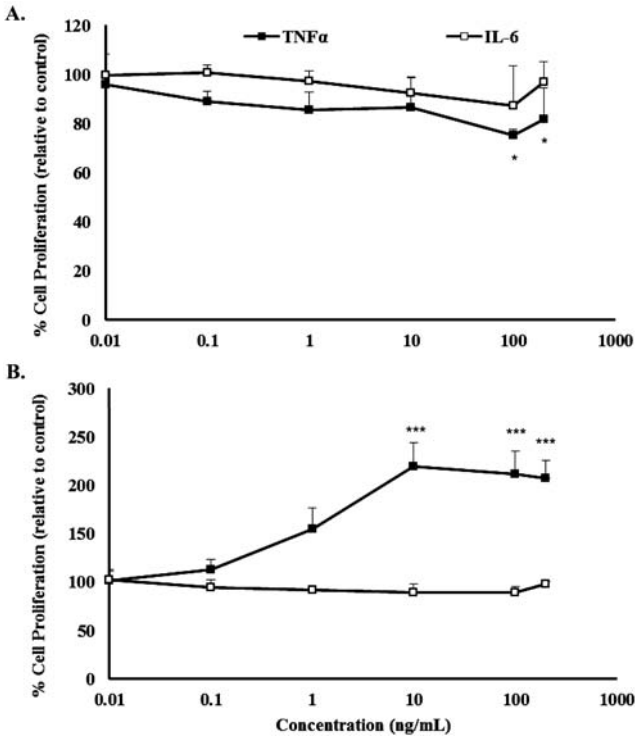 A.
TNFα IL-6
120
100
80
60
40
20
0
* *
0.01 0.1 1 10 100 1000
% Cell Proliferation (relative to control)
B.
300
250
200
150
100
50
0
*** *** ***
0.01 0.1 1 10 100 1000
% Cell Proliferation (relative to control)
Concentration (ng/mL)